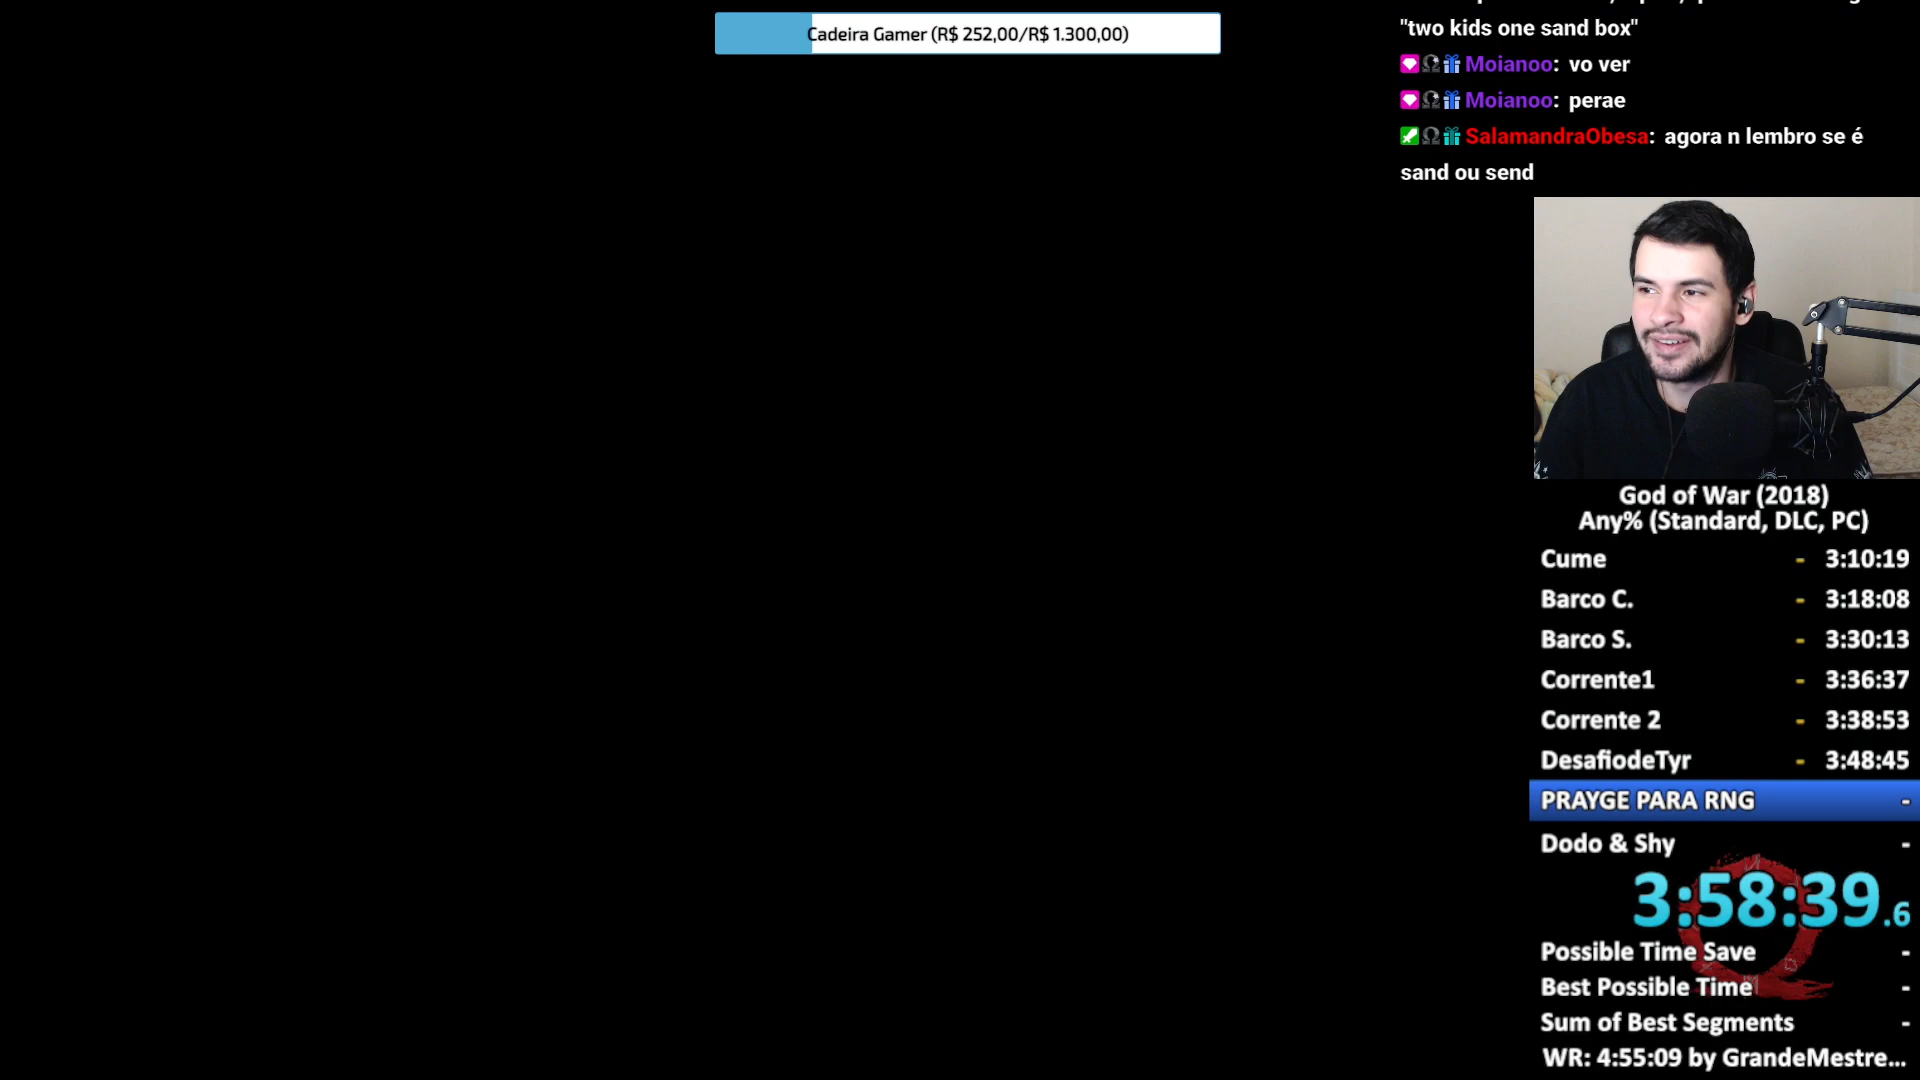 Cadeira Gamer (R$ 252,00/R$ 1.300,00)
"two kids one sand box"
Moianoo: vo ver
Moianoo: perae
SalamandraObesa: agora n lembro se é
sand ou send
God of War (2018)
Any% (Standard, DLC, PC)
Cume - 3:10:19
Barco C. - 3:18:08
Barco S. - 3:30:13
Corrente1 - 3:36:37
Corrente 2 - 3:38:53
DesafiodeTyr - 3:48:45
PRAYGE PARA RNG -
Dodo & Shy -
3:58:39.6
Possible Time Save -
Best Possible Time -
Sum of Best Segments -
WR: 4:55:09 by GrandeMestre...